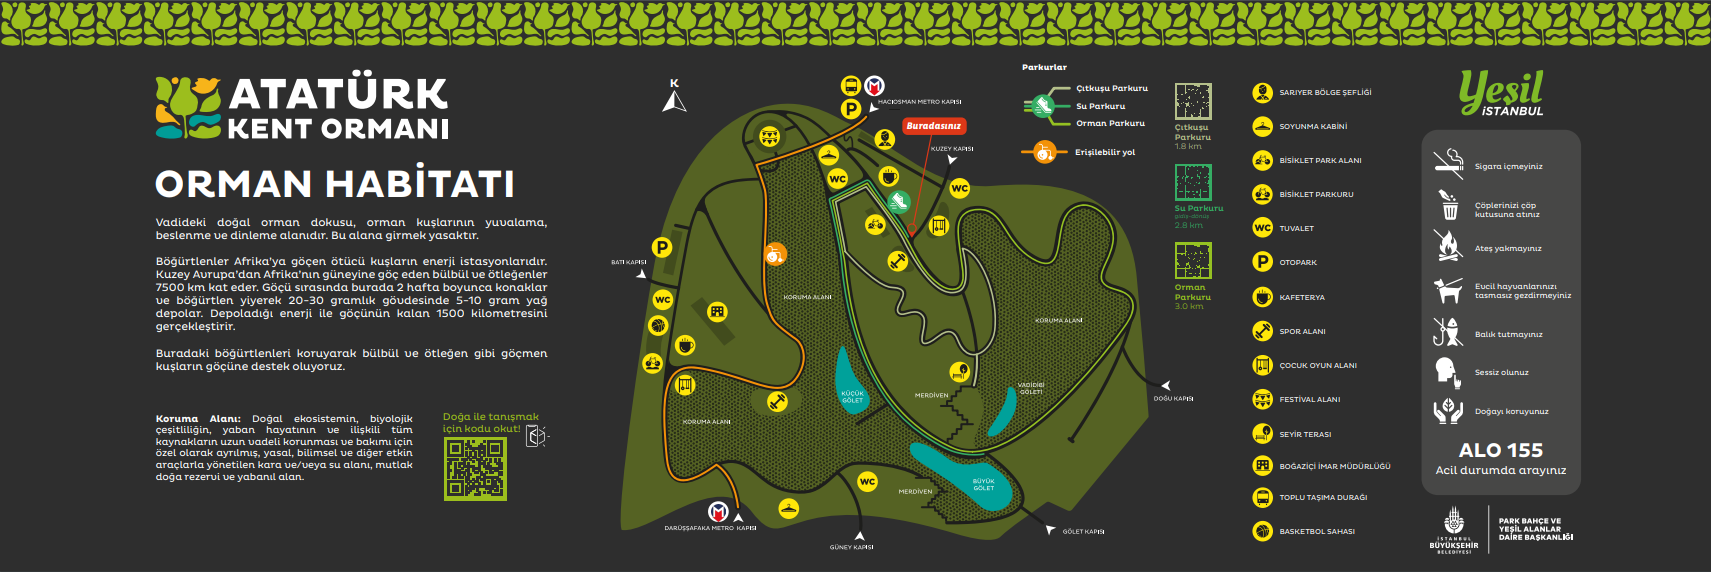 ATATÜRK
KENT ORMANI
ORMAN HABİTATI
Vadideki doğal orman dokusu, orman kuşlarının yuvalama,
beslenme ve dinleme alanıdır. Bu alana girmek yasaktır.
Böğürtlenler Afrika'ya göçen ötücü kuşların enerji istasyonlarıdır.
Kuzey Avrupa'dan Afrika'nın güneyine göç eden bülbül ve ötleğenler
7500 km kat eder. Göçü sırasında burada 2 hafta boyunca konaklar
ve böğürtlen yiyerek 20-30 gramlık gövdesinde 5-10 gram yağ
depolar. Depoladığı enerji ile göçünün kalan 1500 kilometresini
gerçekleştirir.
Buradaki böğürtlenleri koruyarak bülbül ve ötleğen gibi göçmen
kuşların göçüne destek oluyoruz.
Koruma Alanı: Doğal ekosistemin, biyolojik
çeşitliliğin, yaban hayatının ve ilişkili tüm
kaynakların uzun vadeli korunması ve bakımı için
özel olarak ayrılmış, yasal, bilimsel ve diğer etkin
araçlarla yönetilen kara ve/veya su alanı, mutlak
doğa rezervi ve yabanıl alan.
Doğa ile tanışmak
için kodu okut!
K
M
P
HACIOSMAN METRO KAPISI
Buradasınız
KUZEY KAPISI
WC
WC
P
BATI KAPISI
WC
KORUMA ALANI
KORUMA ALANI
KÜÇÜK
GÖLET
MERDİVEN
VADİDİBİ
GÖLETİ
DOĞU KAPISI
KORUMA ALANI
WC
BÜYÜK
GÖLET
MERDİVEN
M
DARÜŞŞAFAKA METRO KAPISI
GÜNEY KAPISI
GÖLET KAPISI
Parkurlar
Çıtkuşu Parkuru
Su Parkuru
Orman Parkuru
Erişilebilir yol
Çıtkuşu
Parkuru
1.8 km
Su Parkuru
gidiş-dönüş
2.8 km
Orman
Parkuru
3.0 km
SARIYER BÖLGE ŞEFLİĞİ
SOYUNMA KABİNİ
BİSİKLET PARK ALANI
BİSİKLET PARKURU
WC TUVALET
P OTOPARK
KAFETERYA
SPOR ALANI
ÇOCUK OYUN ALANI
FESTİVAL ALANI
SEYİR TERASI
BOĞAZİÇİ İMAR MÜDÜRLÜĞÜ
TOPLU TAŞIMA DURAĞI
BASKETBOL SAHASI
Yeşil
İSTANBUL
Sigara içmeyiniz
Çöplerinizi çöp
kutusuna atınız
Ateş yakmayınız
Evcil hayvanlarınızı
tasmasız gezdirmeyiniz
Balık tutmayınız
Sessiz olunuz
Doğayı koruyunuz
ALO 155
Acil durumda arayınız
İSTANBUL
BÜYÜKŞEHİR
BELEDİYESİ
PARK BAHÇE VE
YEŞİL ALANLAR
DAİRE BAŞKANLIĞI